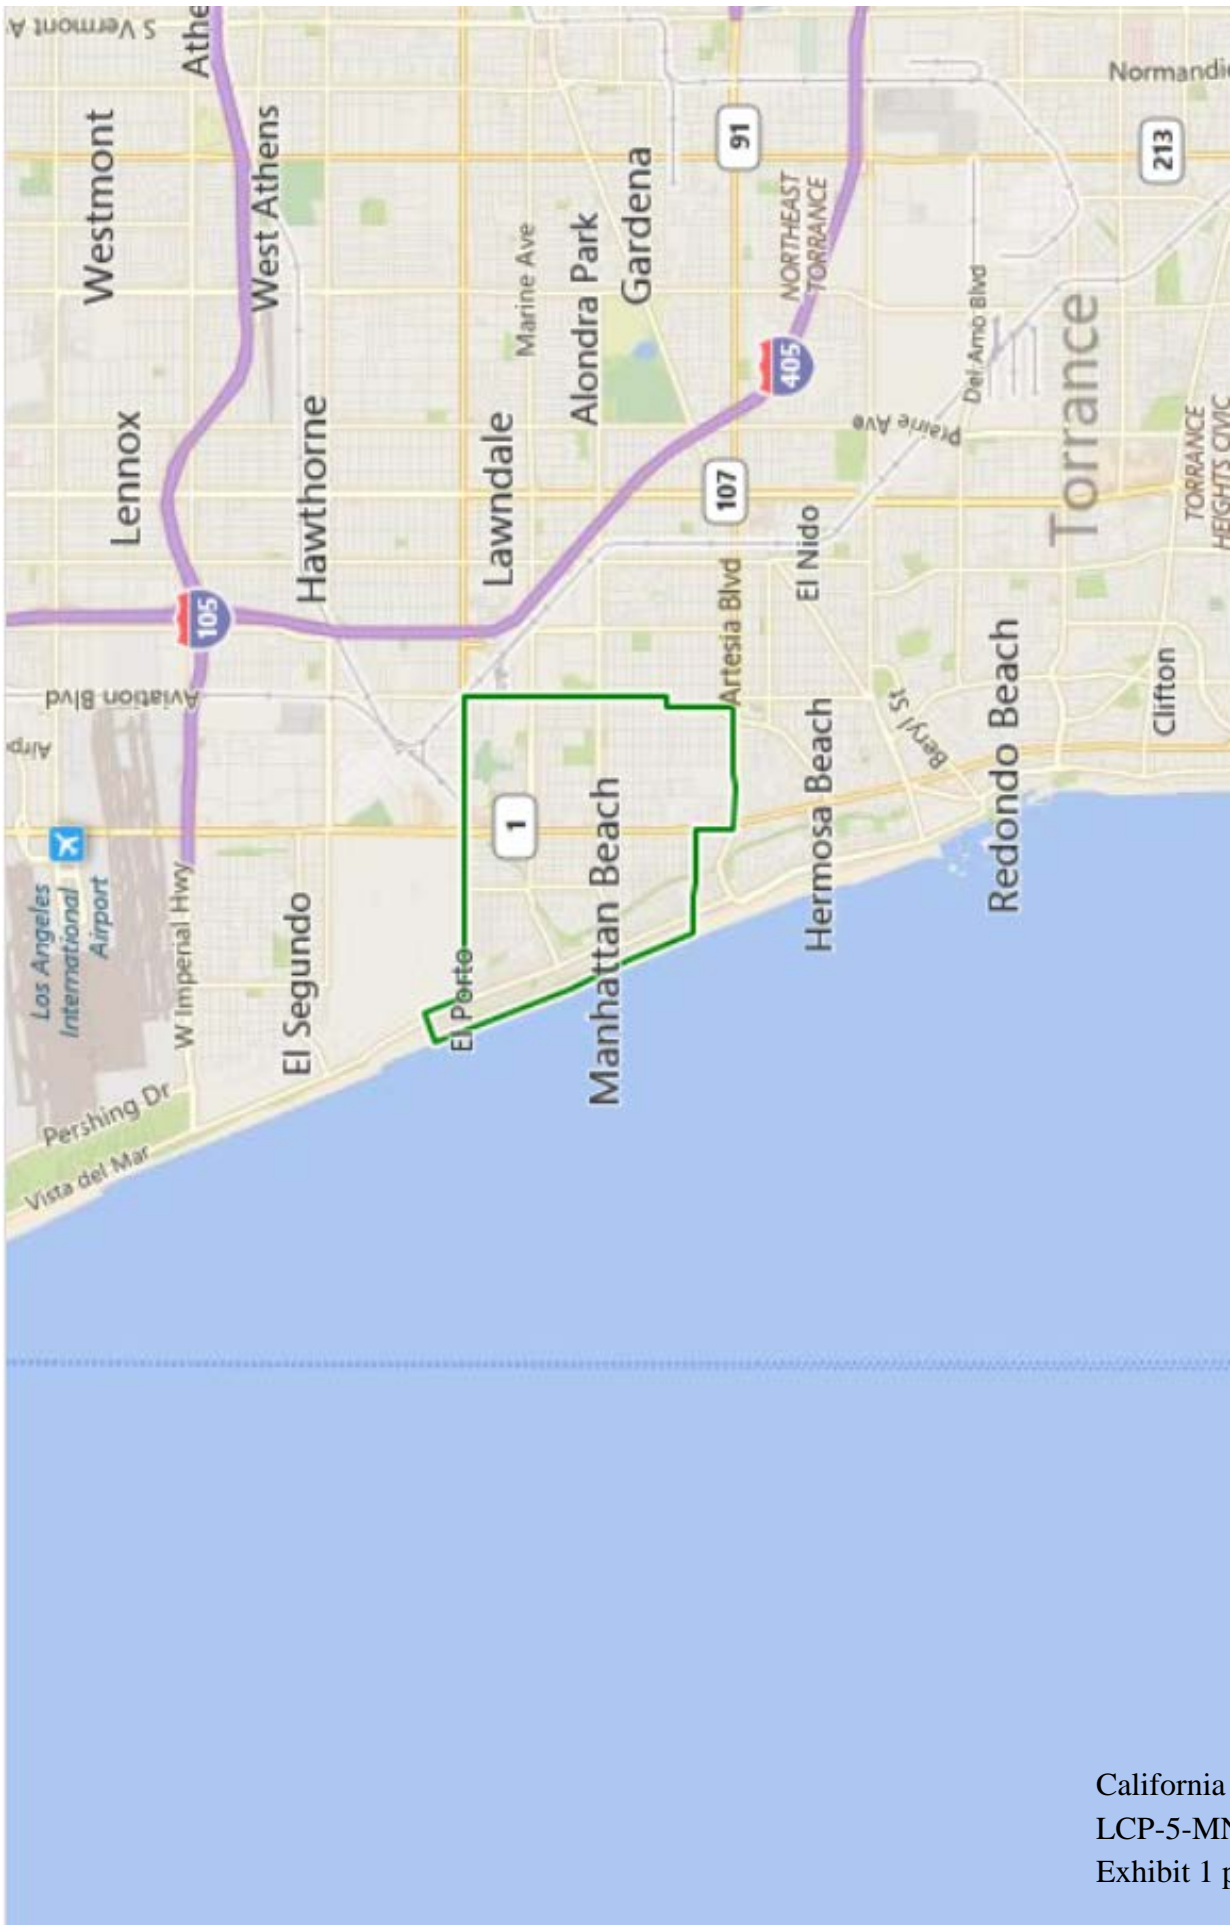 S Vermont A
Athe
Westmont
West Athens
Normandie
213
91
Gardena
Marine Ave
Alondra Park
NORTHEAST
TORRANCE
405
Del Amo Blvd
Prairie Ave
Torrance
TORRANCE
HEIGHTS CIVIC
Lennox
Hawthorne
Lawndale
107
El Nido
105
Aviation Blvd
Airp
Artesia Blvd
Beryl St
Redondo Beach
Clifton
Los Angeles
International
Airport
W Imperial Hwy
El Segundo
1
El Porto
Manhattan Beach
Hermosa Beach
Pershing Dr
Vista del Mar
California
LCP-5-MN
Exhibit 1 p